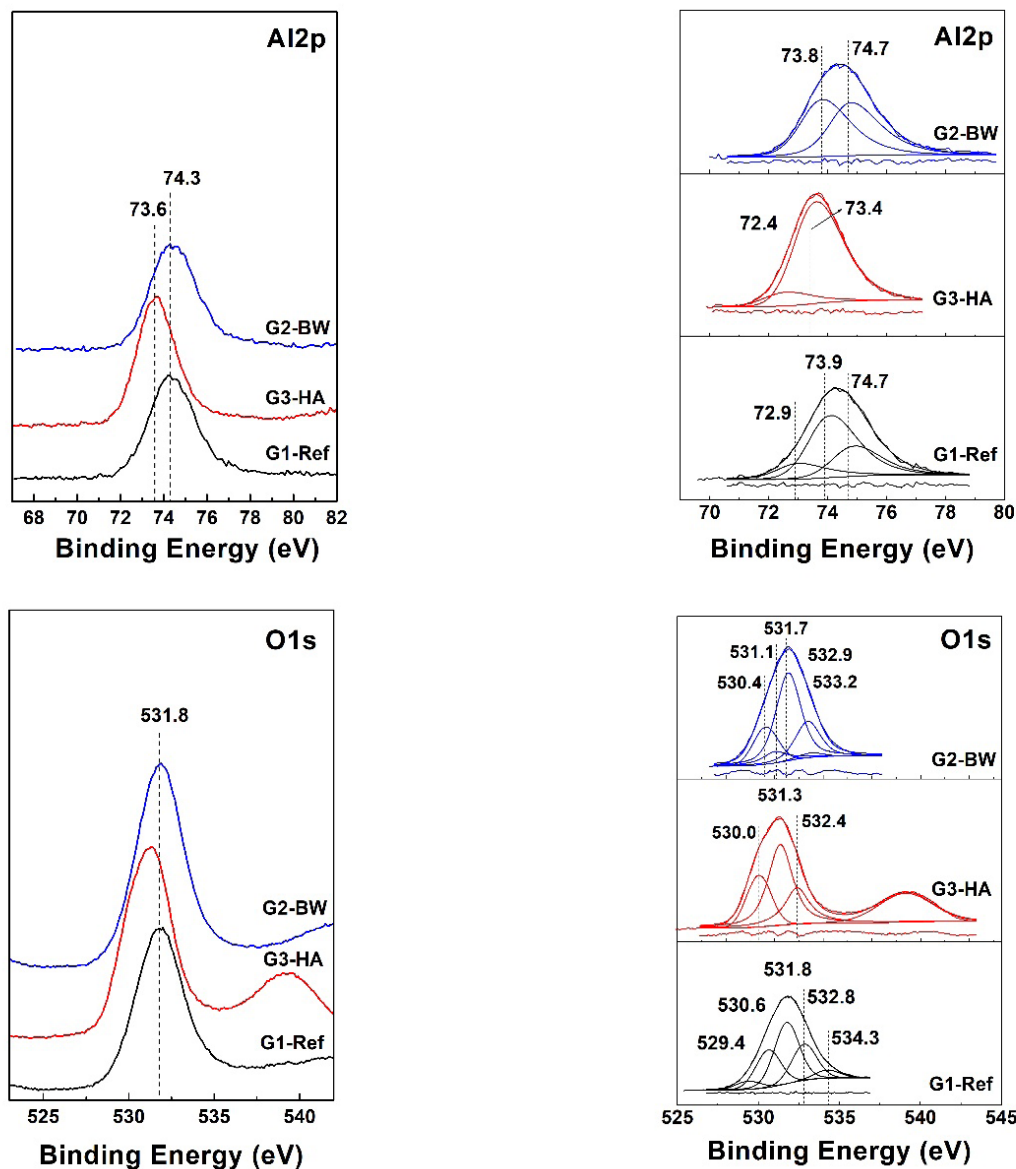 Al2p
74.3
73.6
G2-BW
G3-HA
G1-Ref
68 70 72 74 76 78 80 82
Binding Energy (eV)
Al2p
73.8 74.7
G2-BW
72.4 73.4
G3-HA
73.9
72.9 74.7
G1-Ref
70 72 74 76 78 80
Binding Energy (eV)
O1s
531.8
G2-BW
G3-HA
G1-Ref
525 530 535 540
Binding Energy (eV)
O1s
531.7
531.1 532.9
530.4 533.2
G2-BW
531.3
530.0 532.4
G3-HA
531.8
530.6 532.8
529.4 534.3
G1-Ref
525 530 535 540 545
Binding Energy (eV)